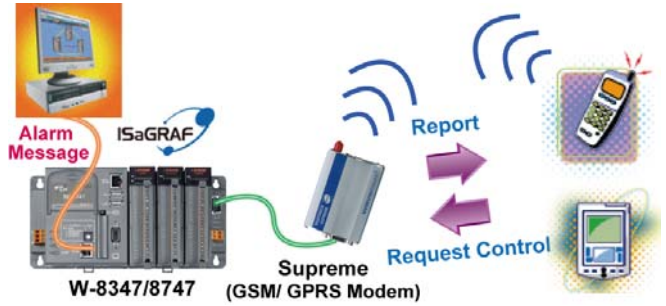 Alarm
Message
ISaGRAF
Report
Request Control
W-8347/8747
Supreme
(GSM/ GPRS Modem)